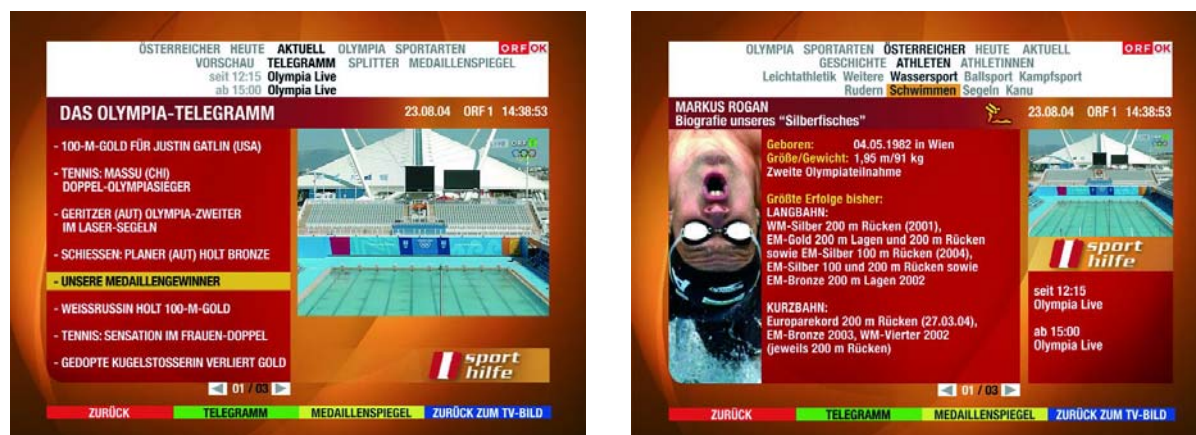 ÖSTERREICHER HEUTE AKTUELL OLYMPIA SPORTARTEN ORF OK
VORSCHAU TELEGRAMM SPLITTER MEDAILLENSPIEGEL
seit 12:15 Olympia Live
ab 15:00 Olympia Live
DAS OLYMPIA-TELEGRAMM 23.08.04 ORF 1 14:38:53
- 100-M-GOLD FÜR JUSTIN GATLIN (USA)
- TENNIS: MASSU (CHI)
DOPPEL-OLYMPIASIEGER
- GERITZER (AUT) OLYMPIA-ZWEITER
IM LASER-SEGELN
- SCHIESSEN: PLANER (AUT) HOLT BRONZE
- UNSERE MEDAILLENGEWINNER
- WEISSRUSSIN HOLT 100-M-GOLD
- TENNIS: SENSATION IM FRAUEN-DOPPEL
- GEDOPTE KUGELSTOSSERIN VERLIERT GOLD
sport
hilfe
01 / 03
ZURÜCK TELEGRAMM MEDAILLENSPIEGEL ZURÜCK ZUM TV-BILD
OLYMPIA SPORTARTEN ÖSTERREICHER HEUTE AKTUELL ORF OK
GESCHICHTE ATHLETEN ATHLETINNEN
Leichtathletik Weitere Wassersport Ballsport Kampfsport
Rudern Schwimmen Segeln Kanu
MARKUS ROGAN
Biografie unseres "Silberfisches"
23.08.04 ORF 1 14:38:53
Geboren: 04.05.1982 in Wien
Größe/Gewicht: 1,95 m/91 kg
Zweite Olympiateilnahme
Größte Erfolge bisher:
LANGBAHN:
WM-Silber 200 m Rücken (2001),
EM-Gold 200 m Lagen und 200 m Rücken
sowie EM-Silber 100 m Rücken (2004),
EM-Silber 100 und 200 m Rücken sowie
EM-Bronze 200 m Lagen 2002
KURZBAHN:
Europarekord 200 m Rücken (27.03.04),
EM-Bronze 2003, WM-Vierter 2002
(jeweils 200 m Rücken)
sport
hilfe
seit 12:15
Olympia Live
ab 15:00
Olympia Live
01 / 03
ZURÜCK TELEGRAMM MEDAILLENSPIEGEL ZURÜCK ZUM TV-BILD